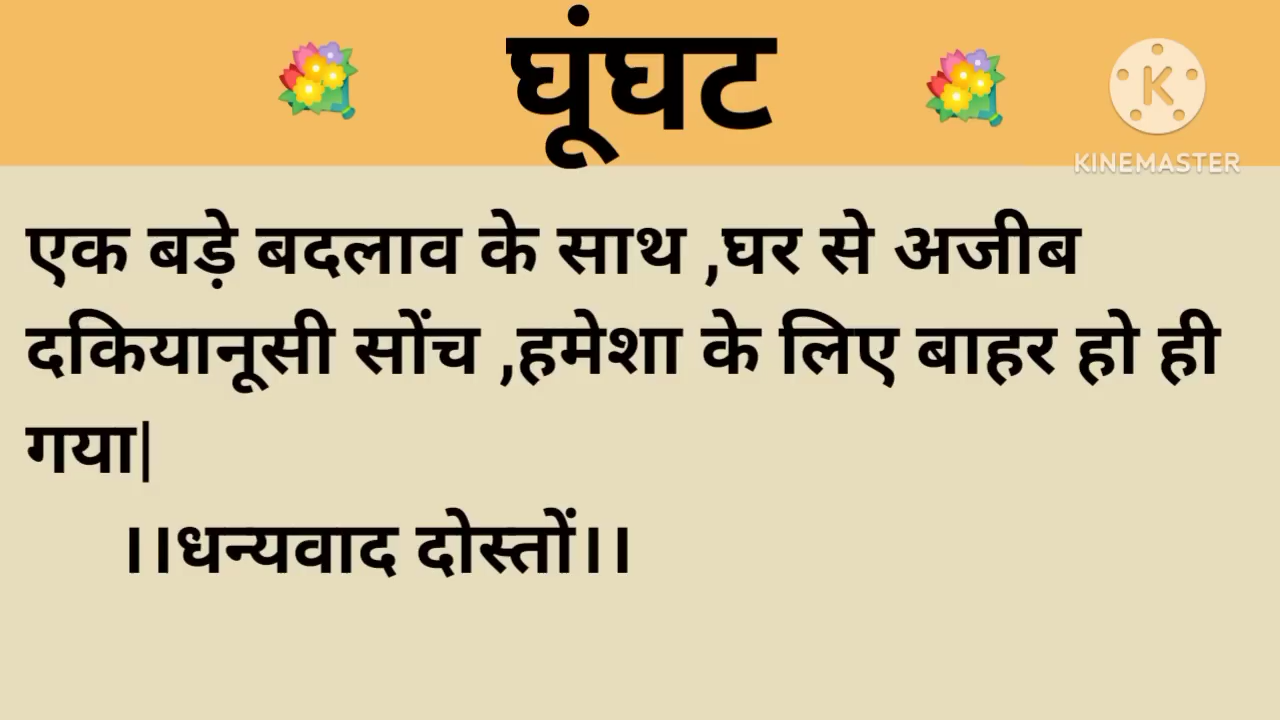 घूंघट
KINEMASTER
एक बड़े बदलाव के साथ ,घर से अजीब
दकियानूसी सोंच ,हमेशा के लिए बाहर हो ही
गया|
।।धन्यवाद दोस्तों।।